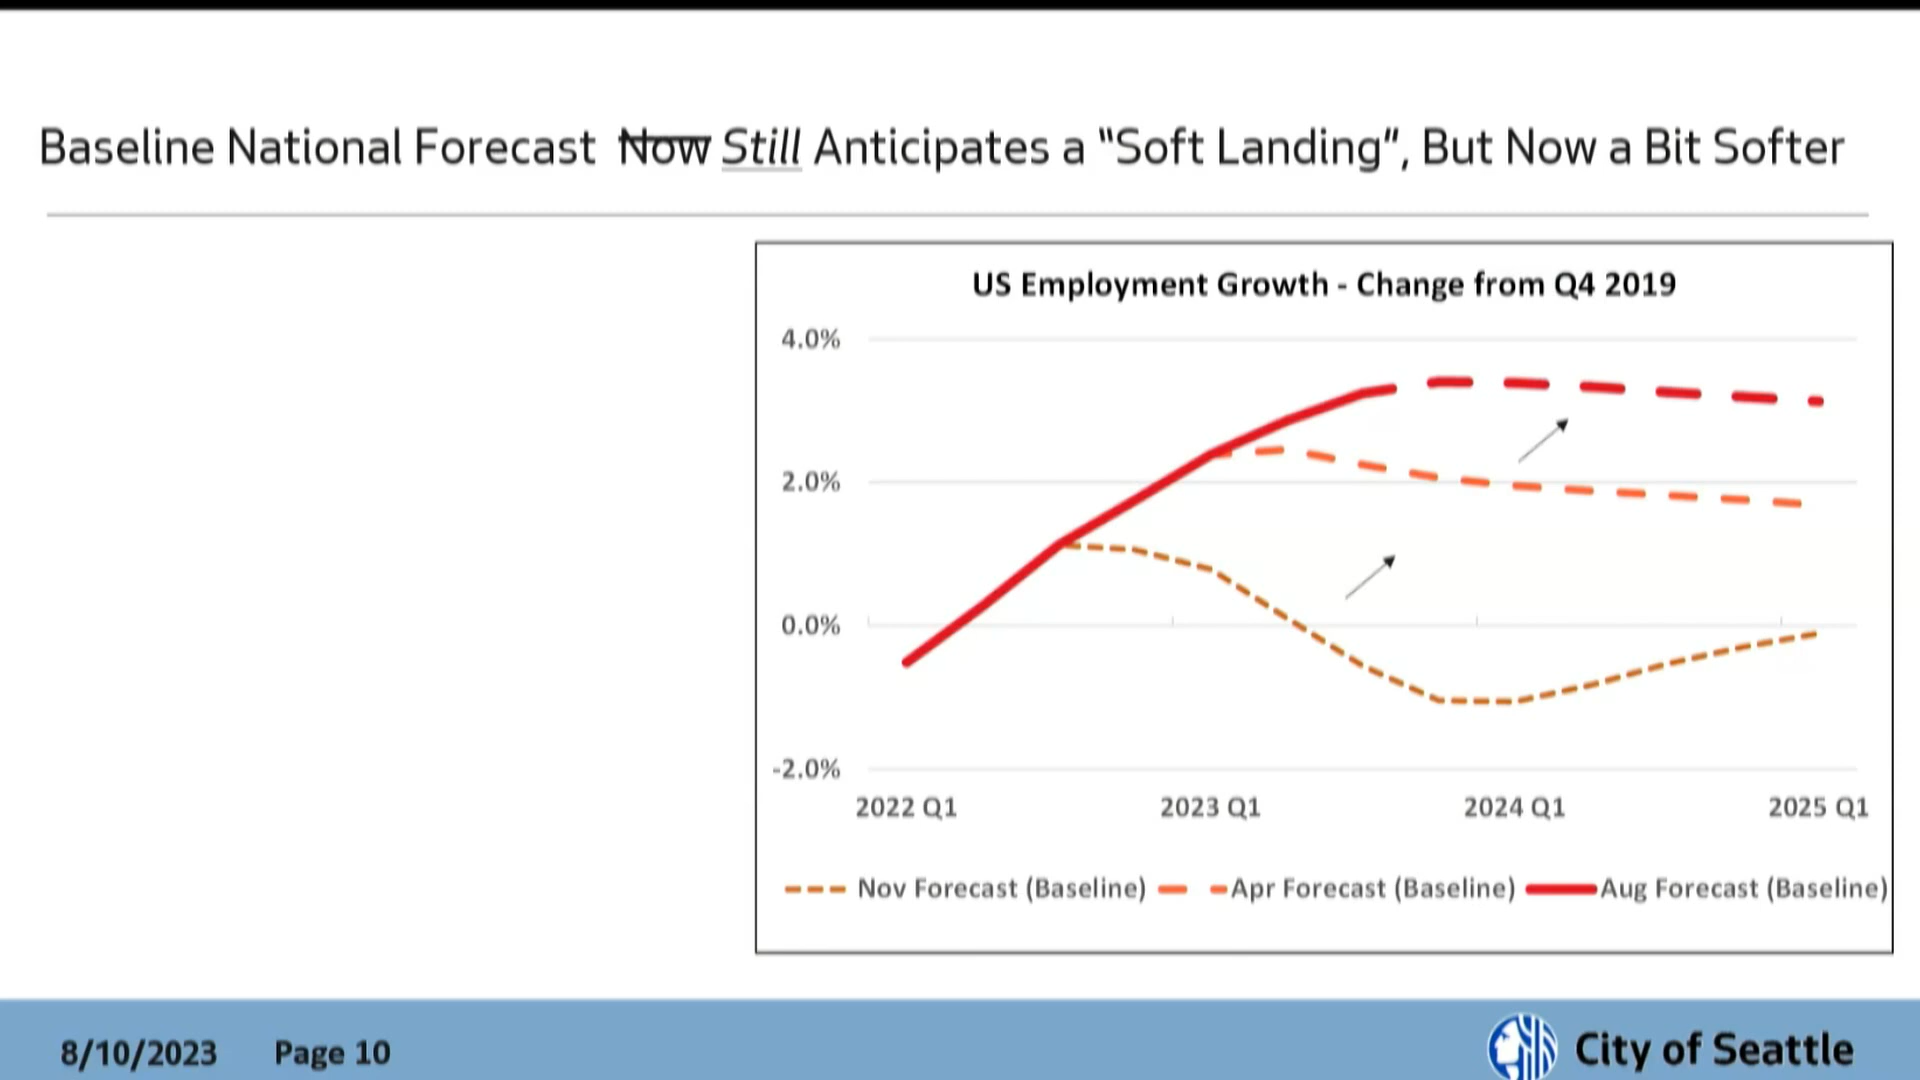 Baseline National Forecast Now Still Anticipates a "Soft Landing", But Now a Bit Softer
US Employment Growth - Change from Q4 2019
4.0%
2.0%
0.0%
-2.0%
2022 Q1 2023 Q1 2024 Q1 2025 Q1
Nov Forecast (Baseline) Apr Forecast (Baseline) Aug Forecast (Baseline)
8/10/2023 Page 10 City of Seattle